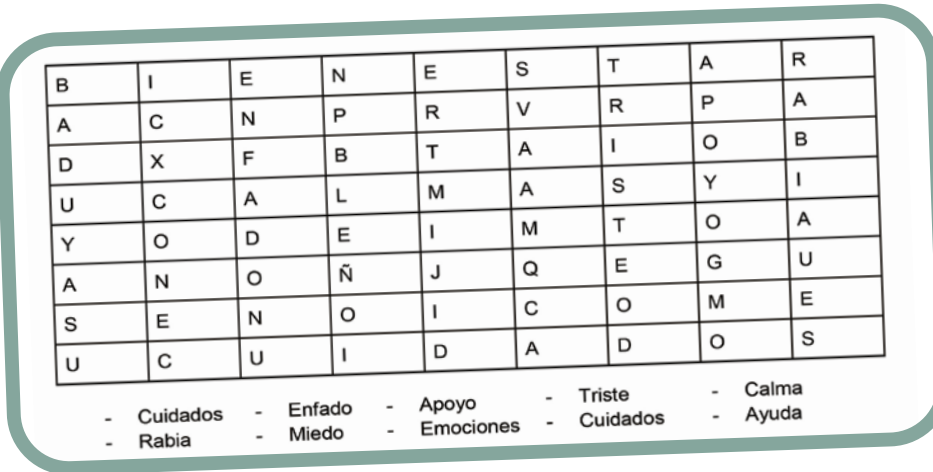 B I E N E S T A R
A C N P R V R P A
D X F B T A I O B
U C A L M A S Y I
Y O D E I M T O A
A N O Ñ J Q E G U
S E N O I C O M E
U C U I D A D O S
- Cuidados - Enfado - Apoyo - Triste - Calma
- Rabia - Miedo - Emociones - Cuidados - Ayuda